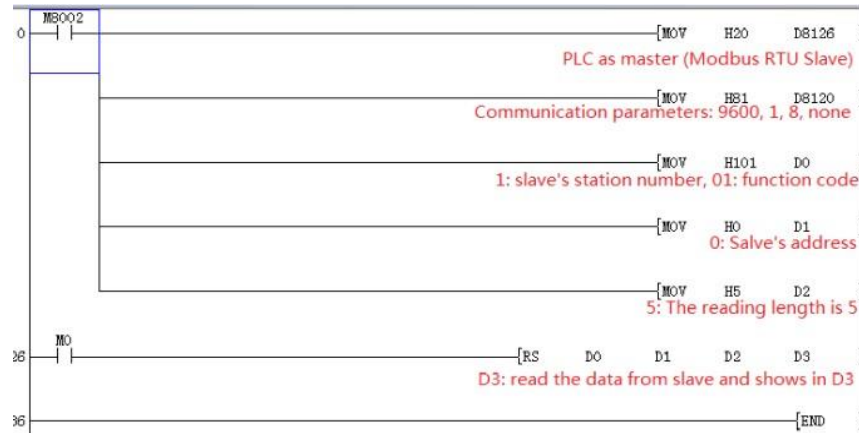 M8002
0 [MOV H20 D8126
PLC as master (Modbus RTU Slave)
[MOV H81 D8120
Communication parameters: 9600, 1, 8, none
[MOV H101 D0
1: slave's station number, 01: function code
[MOV H0 D1
0: Salve's address
[MOV H5 D2
5: The reading length is 5
M0
26 [RS D0 D1 D2 D3
D3: read the data from slave and shows in D3
36 [END